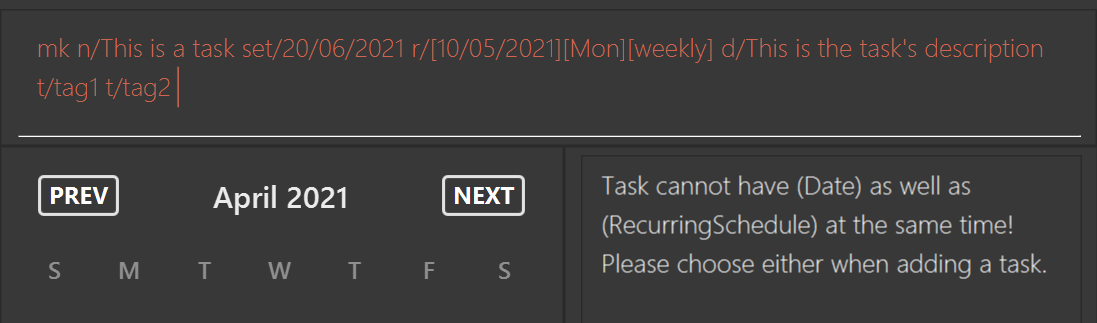 mk n/This is a task set/20/06/2021 r/[10/05/2021][Mon][weekly] d/This is the task's description
t/tag1 t/tag2
PREV April 2021 NEXT
S M T W T F S
Task cannot have (Date) as well as
(RecurringSchedule) at the same time!
Please choose either when adding a task.